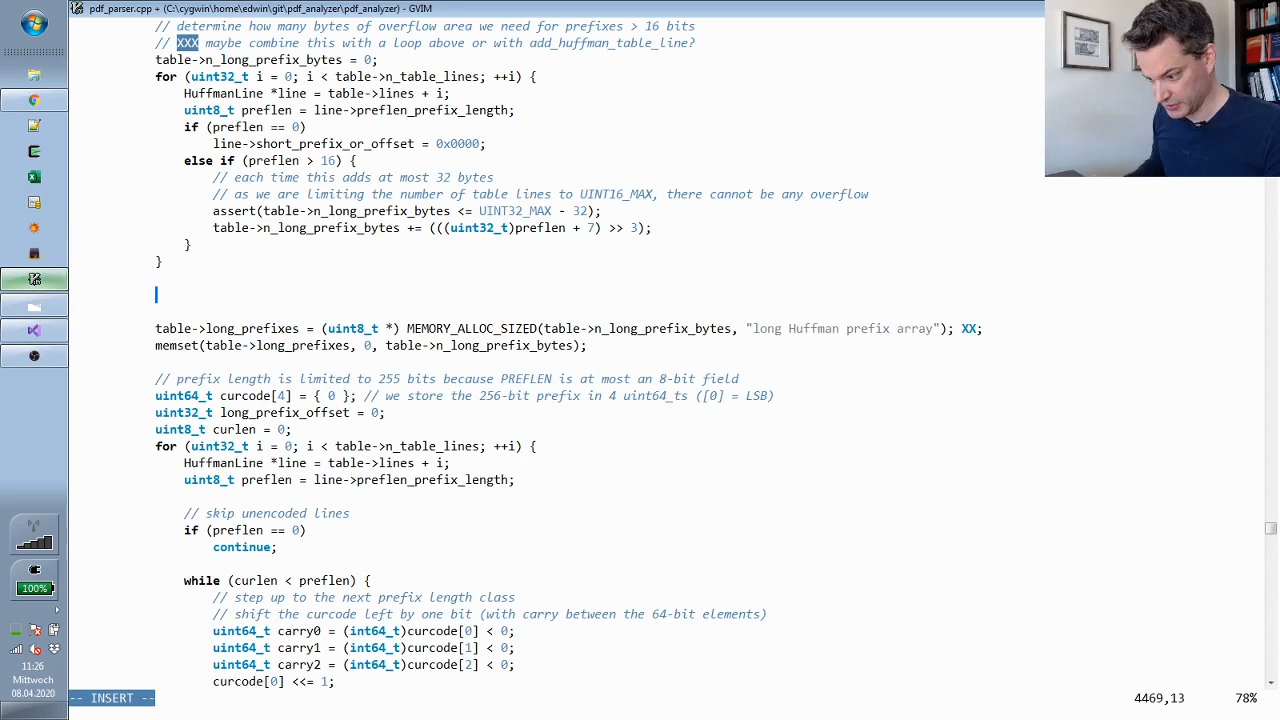 pdf_parser.cpp + (C:\cygwin\home\edwin\git\pdf_analyzer\pdf_analyzer) - GVIM
// determine how many bytes of overflow area we need for prefixes > 16 bits
// XXX maybe combine this with a loop above or with add_huffman_table_line?
table->n_long_prefix_bytes = 0;
for (uint32_t i = 0; i < table->n_table_lines; ++i) {
HuffmanLine *line = table->lines + i;
uint8_t preflen = line->preflen_prefix_length;
if (preflen == 0)
line->short_prefix_or_offset = 0x0000;
else if (preflen > 16) {
// each time this adds at most 32 bytes
// as we are limiting the number of table lines to UINT16_MAX, there cannot be any overflow
assert(table->n_long_prefix_bytes <= UINT32_MAX - 32);
table->n_long_prefix_bytes += (((uint32_t)preflen + 7) >> 3);
}
}
table->long_prefixes = (uint8_t *) MEMORY_ALLOC_SIZED(table->n_long_prefix_bytes, "long Huffman prefix array"); XX;
memset(table->long_prefixes, 0, table->n_long_prefix_bytes);
// prefix length is limited to 255 bits because PREFLEN is at most an 8-bit field
uint64_t curcode[4] = { 0 }; // we store the 256-bit prefix in 4 uint64_ts ([0] = LSB)
uint32_t long_prefix_offset = 0;
uint8_t curlen = 0;
for (uint32_t i = 0; i < table->n_table_lines; ++i) {
HuffmanLine *line = table->lines + i;
uint8_t preflen = line->preflen_prefix_length;
// skip unencoded lines
if (preflen == 0)
continue;
while (curlen < preflen) {
// step up to the next prefix length class
// shift the curcode left by one bit (with carry between the 64-bit elements)
uint64_t carry0 = (int64_t)curcode[0] < 0;
uint64_t carry1 = (int64_t)curcode[1] < 0;
uint64_t carry2 = (int64_t)curcode[2] < 0;
curcode[0] <<= 1;
-- INSERT --
4469,13
78%
100%
11:26
Mittwoch
08.04.2020